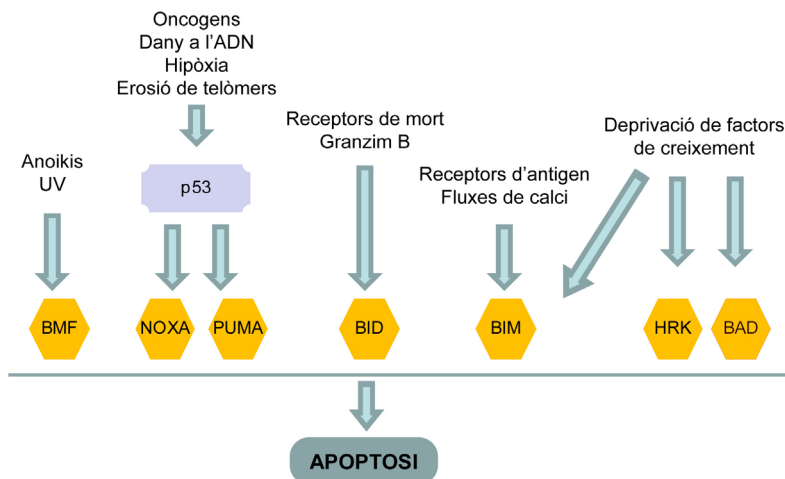 Oncogens
Dany a l’ADN
Hipòxia
Erosió de telòmers
Receptors de mort
Granzim B
Deprivació de factors
de creixement
Anoikis
UV
p53
Receptors d’antigen
Fluxes de calci
BMF
NOXA
PUMA
BID
BIM
HRK
BAD
APOPTOSI